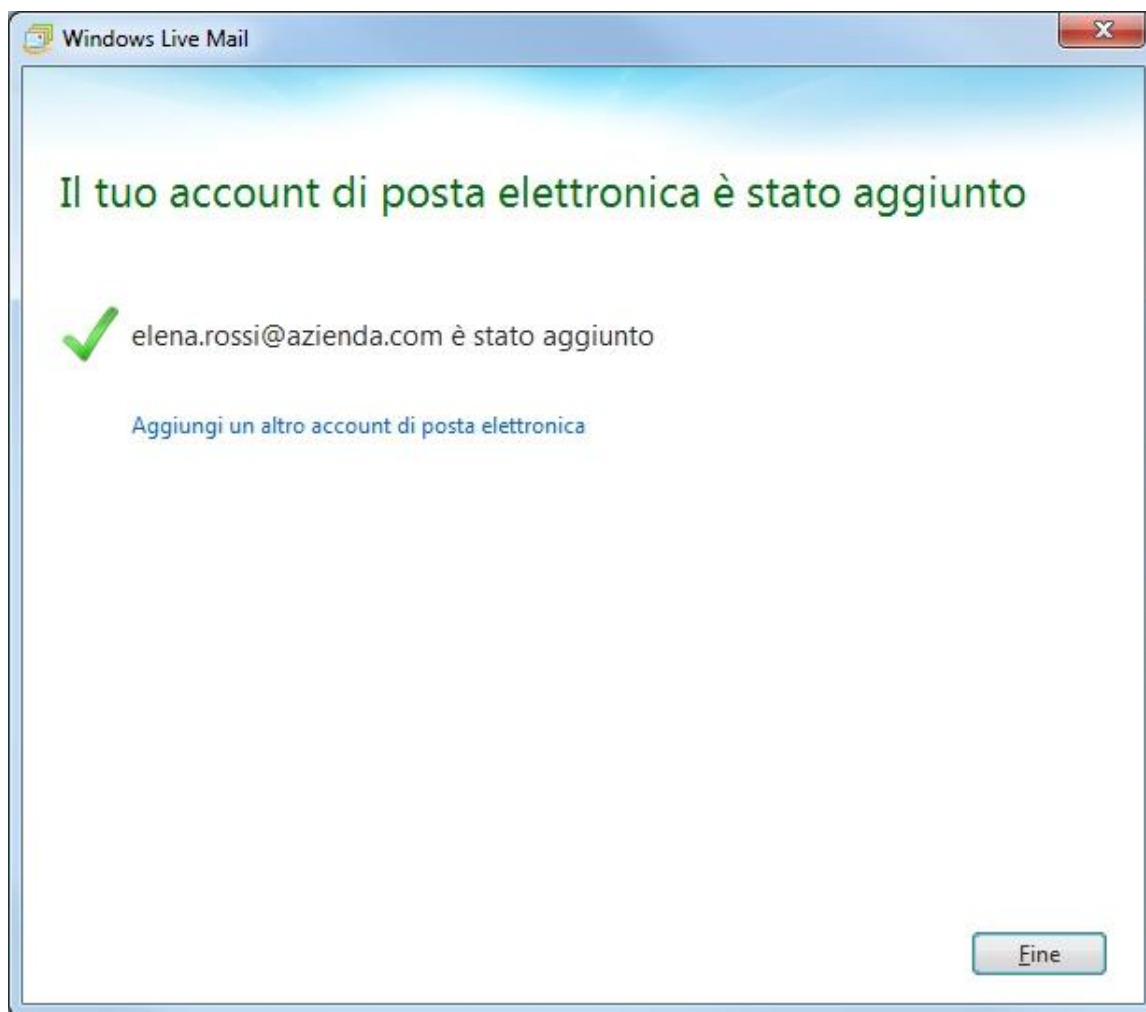 Windows Live Mail
Il tuo account di posta elettronica è stato aggiunto
elena.rossi@azienda.com è stato aggiunto
Aggiungi un altro account di posta elettronica
Fine